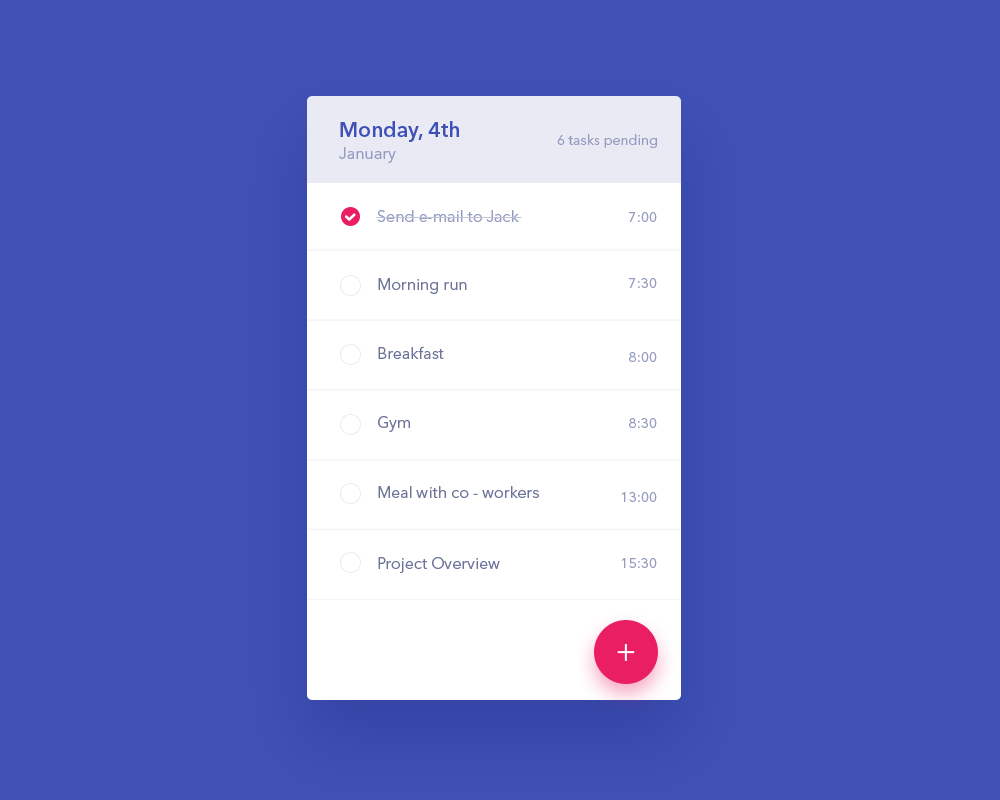 Monday, 4th
January
6 tasks pending
Send e-mail to Jack 7:00
Morning run 7:30
Breakfast 8:00
Gym 8:30
Meal with co - workers 13:00
Project Overview 15:30
+